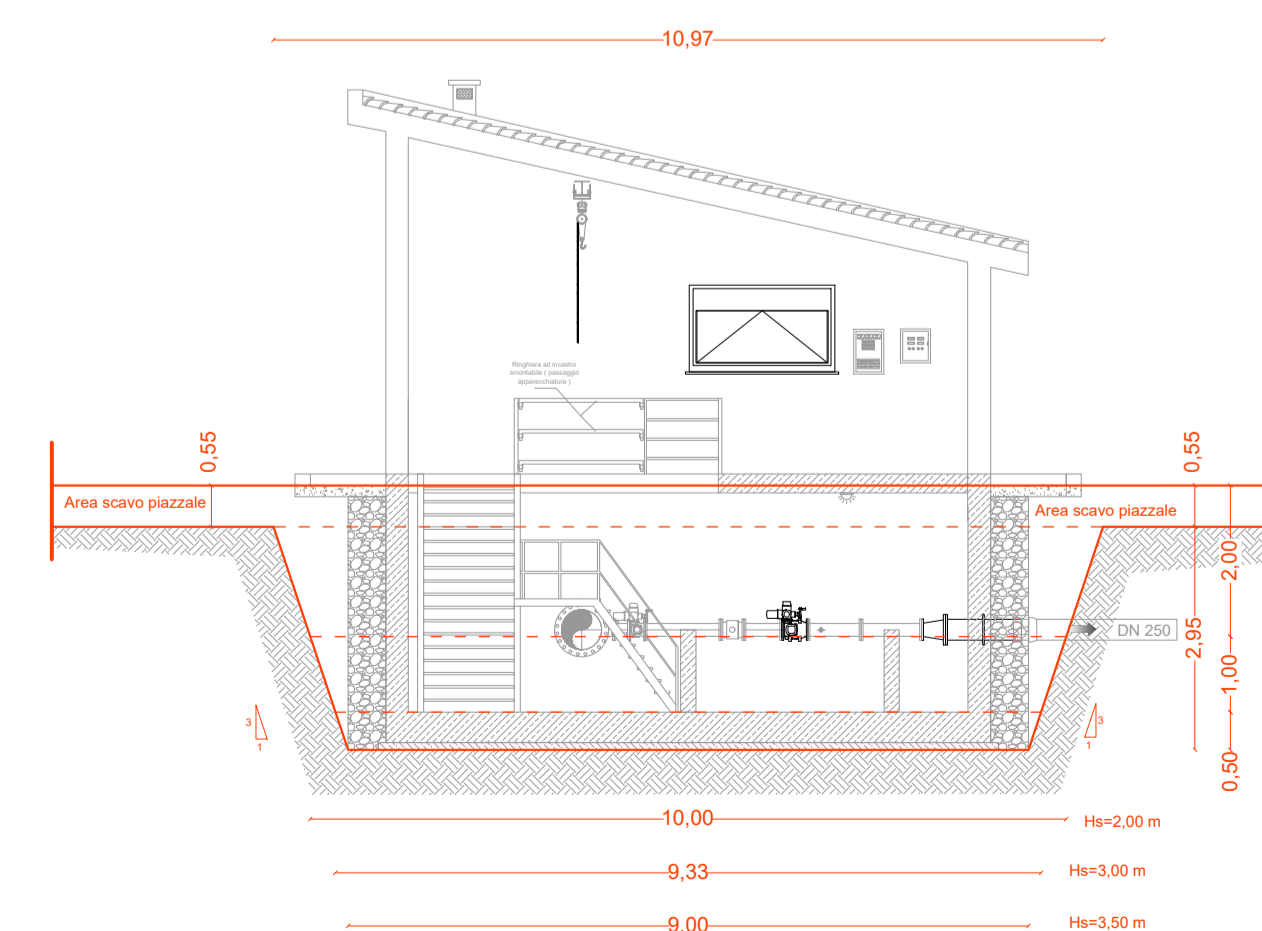 10,97
Ringhiera ad incastro
smontabile ( passaggio
apparecchiature )
0,55
0,55
Area scavo piazzale
Area scavo piazzale
2,00
DN 250
2,95
1,00
3
1
3
1
0,50
10,00
Hs=2,00 m
9,33
Hs=3,00 m
9,00
Hs=3,50 m